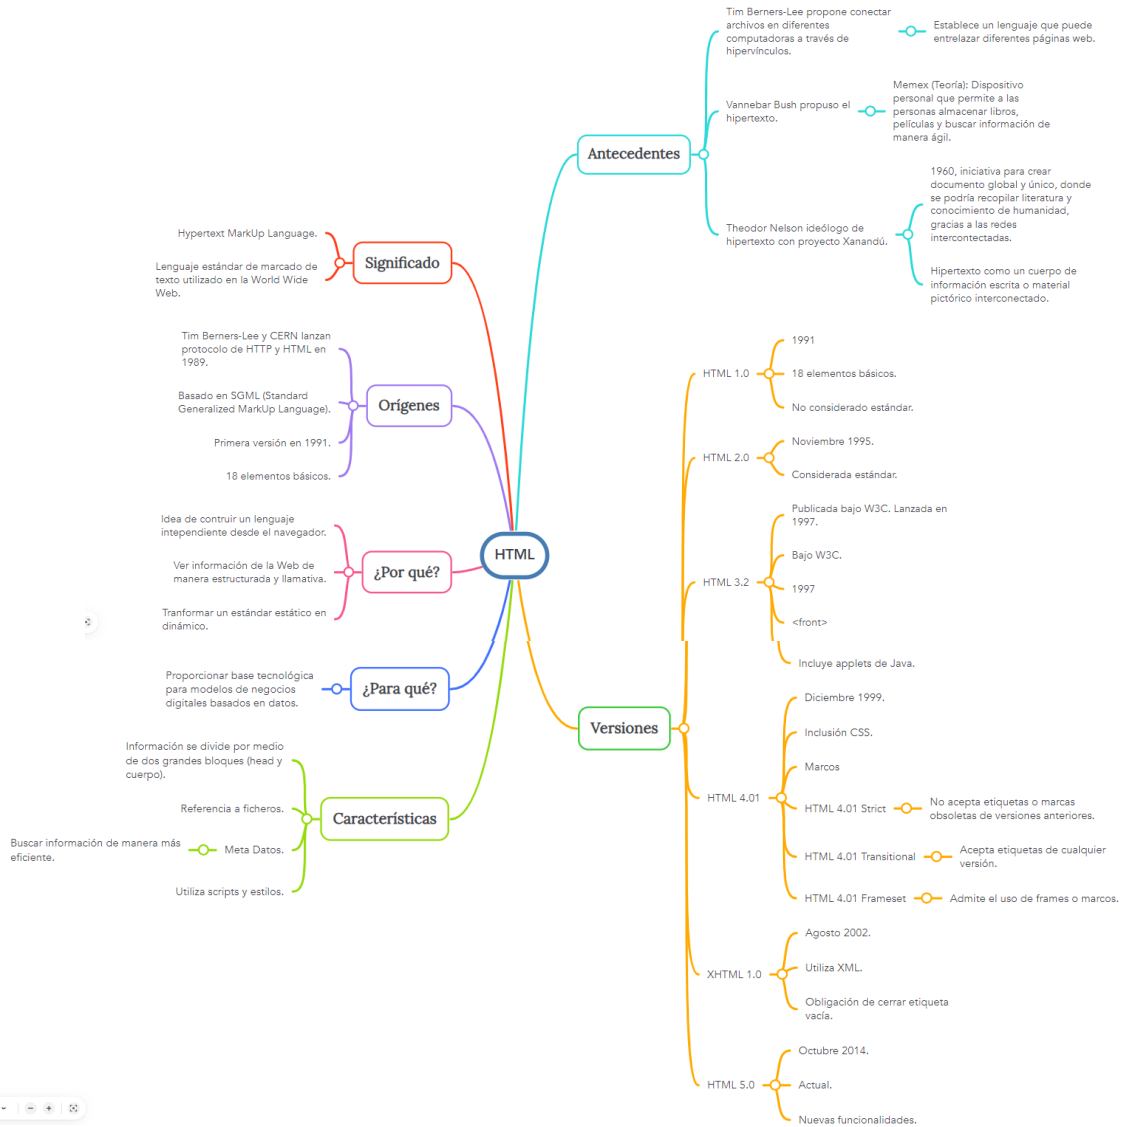 HTML
Antecedentes
Tim Berners-Lee propone conectar
archivos en diferentes
computadoras a través de
hipervínculos.
Establece un lenguaje que puede
entrelazar diferentes páginas web.
Vannebar Bush propuso el
hipertexto.
Memex (Teoría): Dispositivo
personal que permite a las
personas almacenar libros,
películas y buscar información de
manera ágil.
Theodor Nelson ideólogo de
hipertexto con proyecto Xanandú.
1960, iniciativa para crear
documento global y único, donde
se podría recopilar literatura y
conocimiento de humanidad,
gracias a las redes
interconectadas.
Hipertexto como un cuerpo de
información escrita o material
pictórico interconectado.
Significado
Hypertext MarkUp Language.
Lenguaje estándar de marcado de
texto utilizado en la World Wide
Web.
Orígenes
Tim Berners-Lee y CERN lanzan
protocolo de HTTP y HTML en
1989.
Basado en SGML (Standard
Generalized MarkUp Language).
Primera versión en 1991.
18 elementos básicos.
¿Por qué?
Idea de contruir un lenguaje
intependiente desde el navegador.
Ver información de la Web de
manera estructurada y llamativa.
Tranformar un estándar estático en
dinámico.
¿Para qué?
Proporcionar base tecnológica
para modelos de negocios
digitales basados en datos.
Características
Información se divide por medio
de dos grandes bloques (head y
cuerpo).
Referencia a ficheros.
Meta Datos.
Buscar información de manera más
eficiente.
Utiliza scripts y estilos.
Versiones
HTML 1.0
1991
18 elementos básicos.
No considerado estándar.
HTML 2.0
Noviembre 1995.
Considerada estándar.
HTML 3.2
Publicada bajo W3C. Lanzada en
1997.
Bajo W3C.
1997
<front>
Incluye applets de Java.
HTML 4.01
Diciembre 1999.
Inclusión CSS.
Marcos
HTML 4.01 Strict
No acepta etiquetas o marcas
obsoletas de versiones anteriores.
HTML 4.01 Transitional
Acepta etiquetas de cualquier
versión.
HTML 4.01 Frameset
Admite el uso de frames o marcos.
XHTML 1.0
Agosto 2002.
Utiliza XML.
Obligación de cerrar etiqueta
vacía.
HTML 5.0
Octubre 2014.
Actual.
Nuevas funcionalidades.